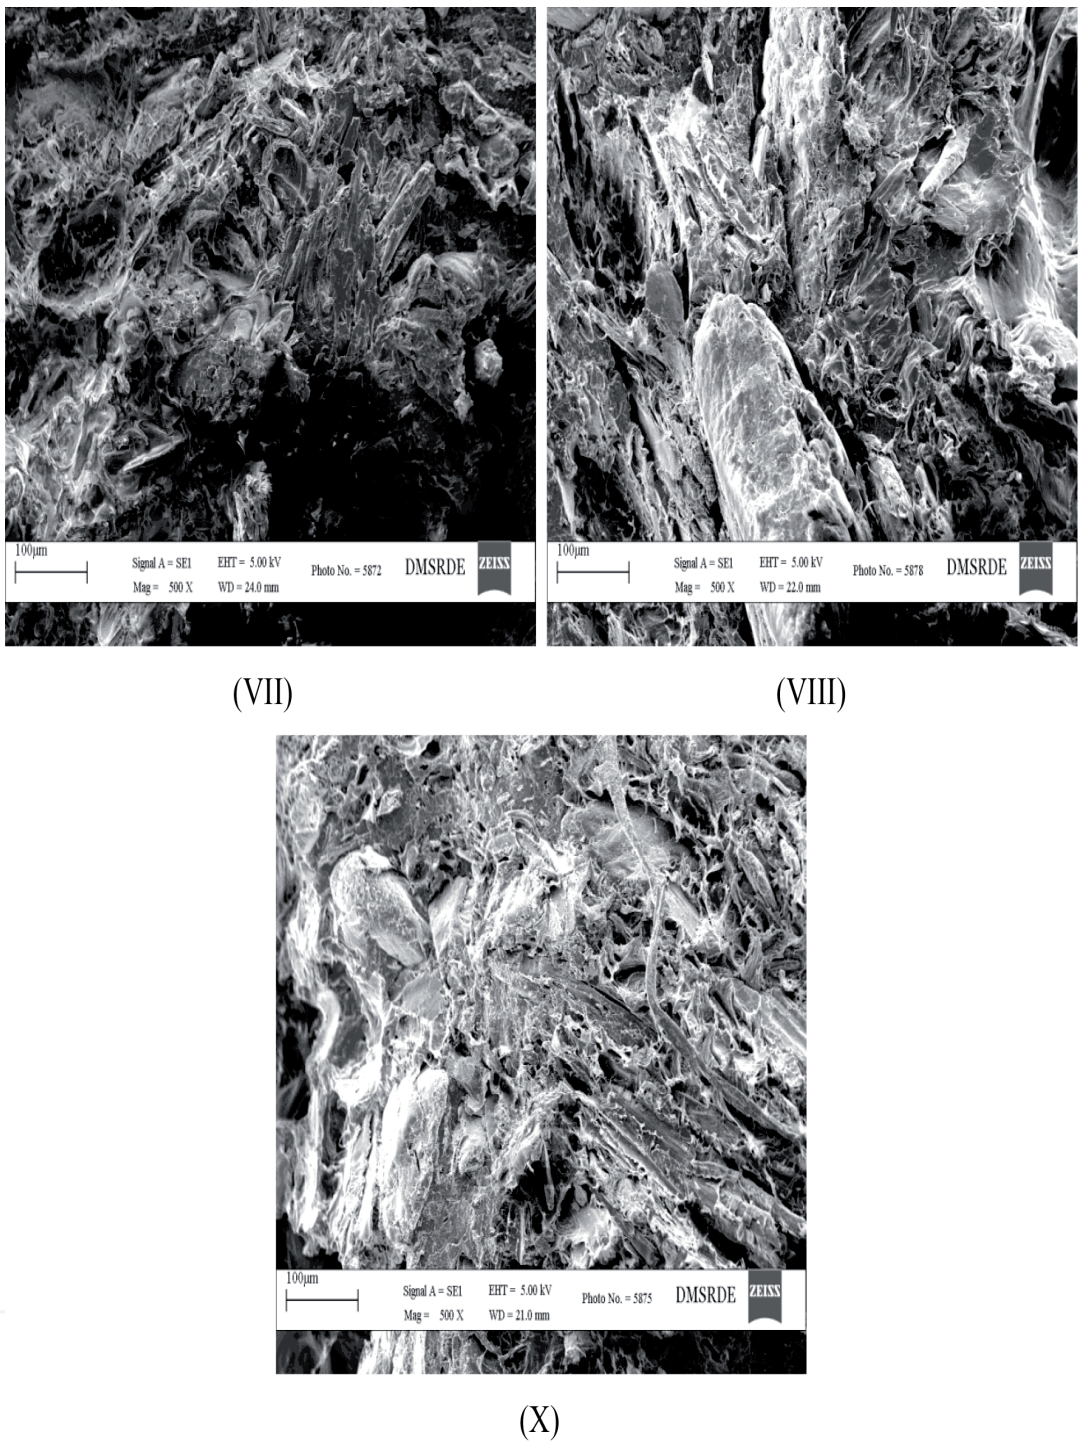 100μm
Signal A = SE1 EHT = 5.00 kV Photo No. = 5872 DMSRDE ZEISS
Mag = 500 X WD = 24.0 mm
100μm
Signal A = SE1 EHT = 5.00 kV Photo No. = 5878 DMSRDE ZEISS
Mag = 500 X WD = 22.0 mm
(VII) (VIII)
100μm
Signal A = SE1 EHT = 5.00 kV Photo No. = 5875 DMSRDE ZEISS
Mag = 500 X WD = 21.0 mm
(X)